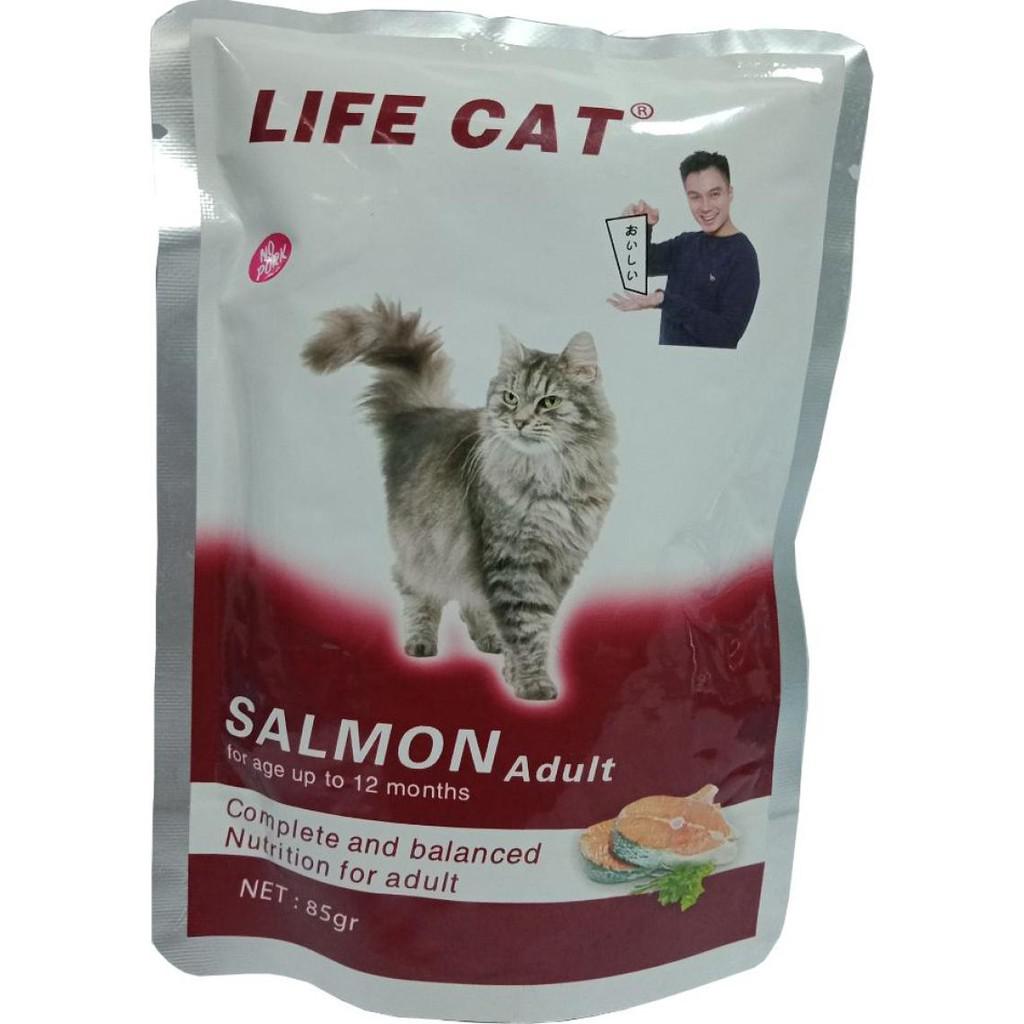 LIFE CAT®
おいしい
NO
PORK
SALMON Adult
for age up to 12 months
Complete and balanced
Nutrition for adult
NET : 85gr